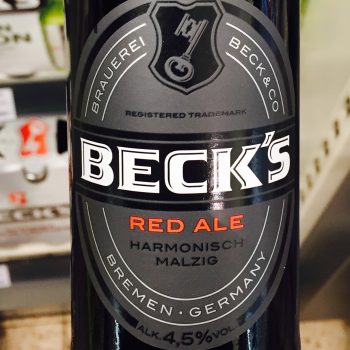 BRAUEREI BECK & CO
REGISTERED TRADEMARK
BECK'S
RED ALE
HARMONISCH
MALZIG
BREMEN · GERMANY
ALK. 4,5% VOL.